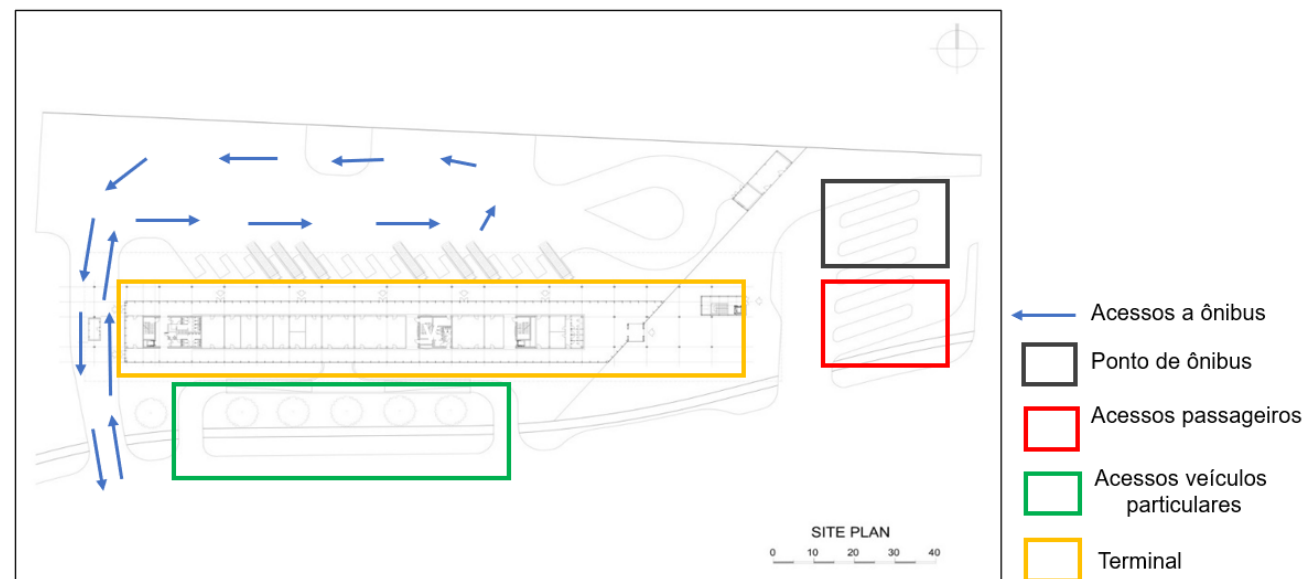 Acessos a ônibus
Ponto de ônibus
Acessos passageiros
Acessos veículos
particulares
Terminal
SITE PLAN
0 10 20 30 40